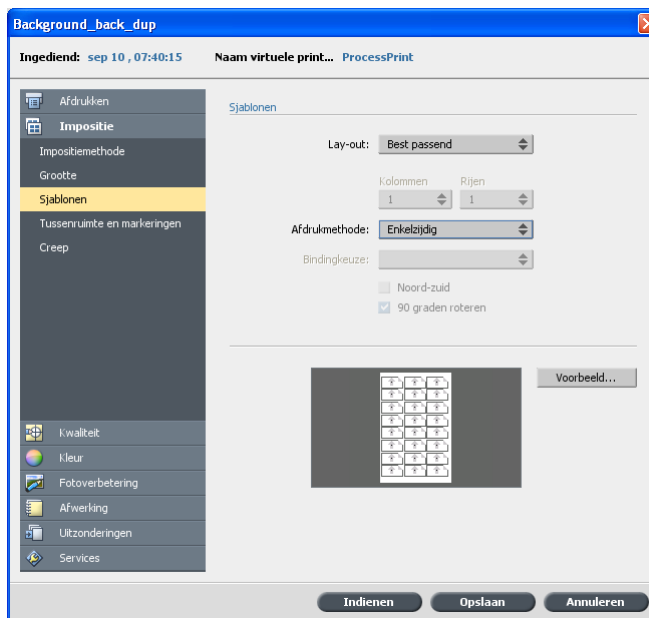 Background_back_dup
Ingediend: sep 10 , 07:40:15 Naam virtuele print... ProcessPrint
Afdrukken
Impositie
Impositiemethode
Grootte
Sjablonen
Tussenruimte en markeringen
Creep
Kwaliteit
Kleur
Fotoverbetering
Afwerking
Uitzonderingen
Services
Sjablonen
Lay-out: Best passend
Kolommen Rijen
1 1
Afdrukmethode: Enkelzijdig
Bindingkeuze:
Noord-zuid
90 graden roteren
Voorbeeld...
Indienen Opslaan Annuleren